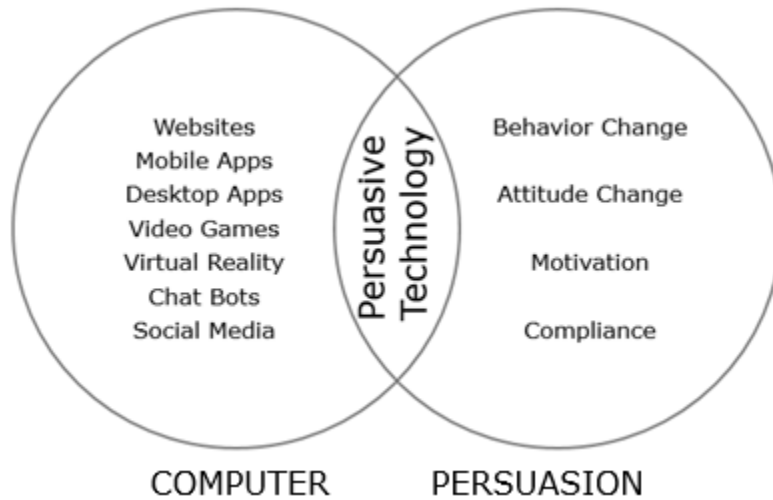 Websites
Mobile Apps
Desktop Apps
Video Games
Virtual Reality
Chat Bots
Social Media
Persuasive
Technology
Behavior Change
Attitude Change
Motivation
Compliance
COMPUTER
PERSUASION